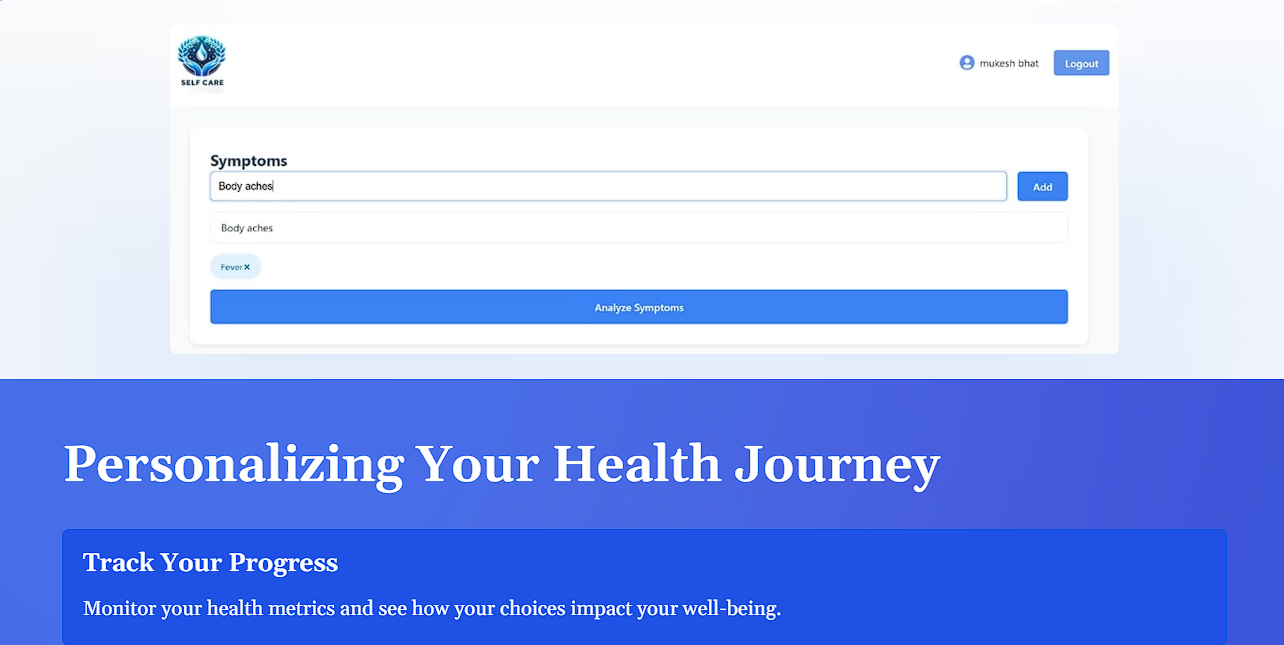 SELF CARE
mukesh bhat
Logout
Symptoms
Body aches
Add
Body aches
Fever ×
Analyze Symptoms
Personalizing Your Health Journey
Track Your Progress
Monitor your health metrics and see how your choices impact your well-being.